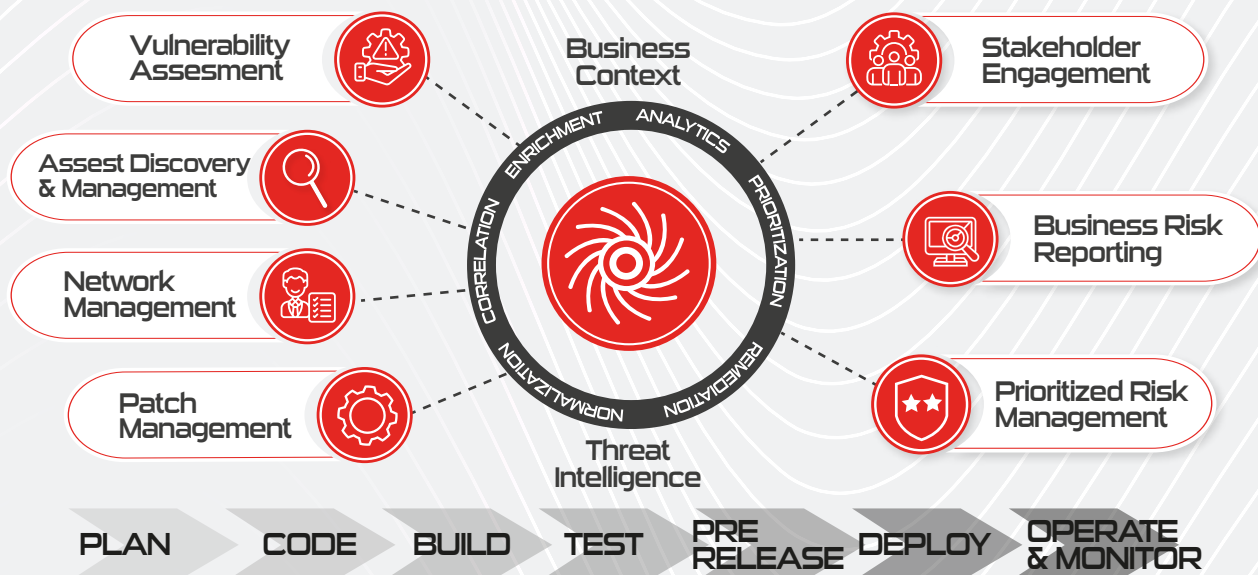 Vulnerability
Assesment
Assest Discovery
& Management
Network
Management
Patch
Management
Business
Context
ENRICHMENT
ANALYTICS
PRIORITIZATION
REMEDIATION
NORMALIZATION
CORRELATION
Threat
Intelligence
Stakeholder
Engagement
Business Risk
Reporting
Prioritized Risk
Management
PLAN
CODE
BUILD
TEST
PRE
RELEASE
DEPLOY
OPERATE
& MONITOR